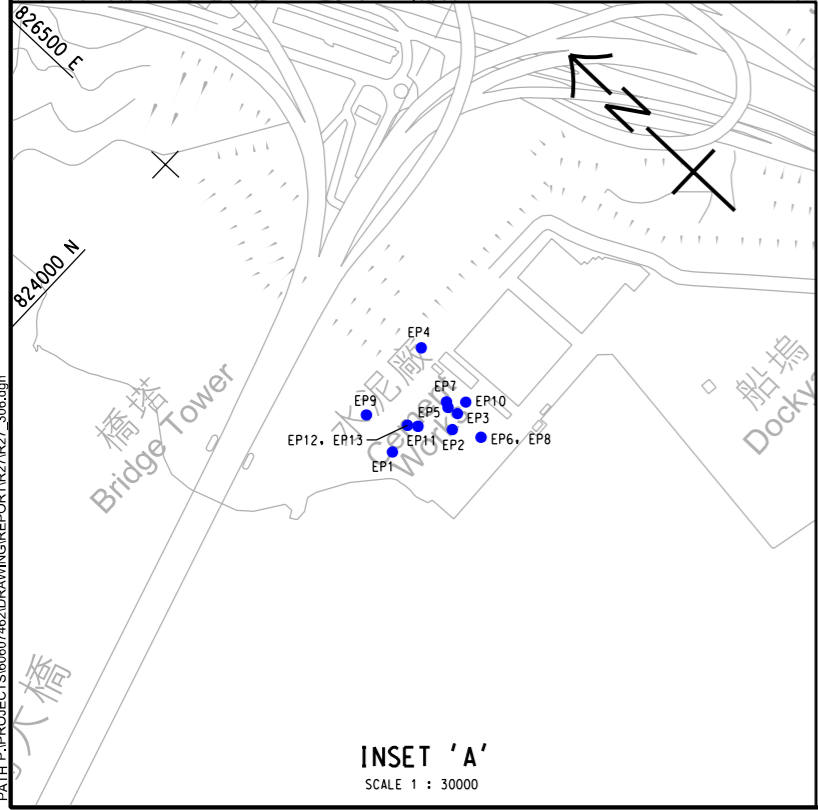 826500 E
824000 N
N
橋塔
Bridge Tower
水泥廠
Cement
Works
船塢
EP4
EP7
EP9
EP10
EP5
EP3
EP12, EP13
EP11
EP2
EP6, EP8
EP1
大橋
INSET 'A'
SCALE 1 : 30000